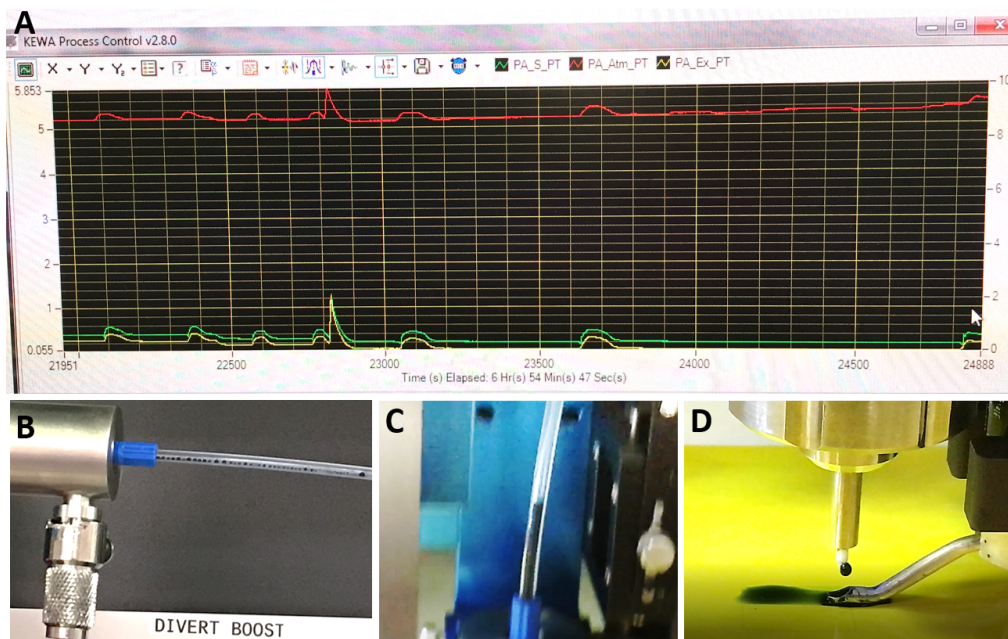 A
KEWA Process Control v2.8.0
X Y Y₂ ? PA_S_PT PA_Atm_PT PA_Ex_PT
5.853 10
5
8
4
6
3
4
2
2
1
0.055 0
21951 22500 23000 23500 24000 24500 24888
Time (s) Elapsed: 6 Hr(s) 54 Min(s) 47 Sec(s)
B
C
D
DIVERT BOOST